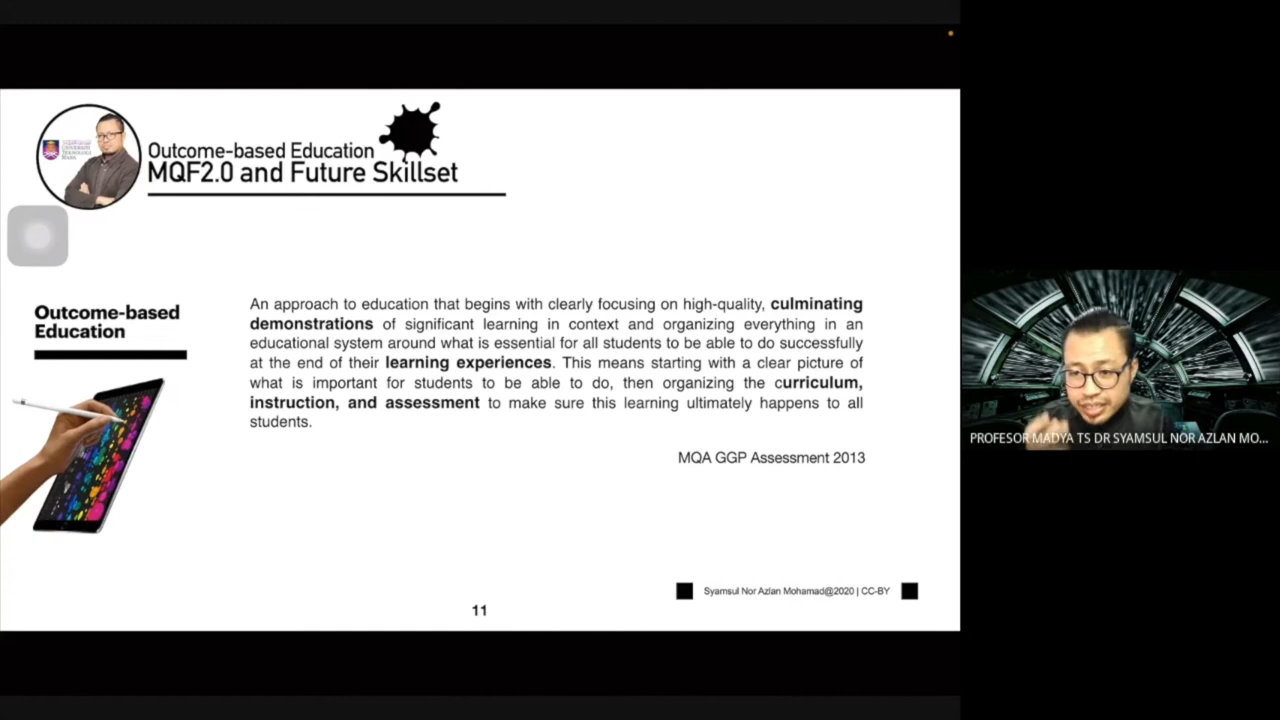 UNIVERSITI
TEKNOLOGI
MARA
Outcome-based Education
MQF2.0 and Future Skillset
Outcome-based
Education
An approach to education that begins with clearly focusing on high-quality, culminating
demonstrations of significant learning in context and organizing everything in an
educational system around what is essential for all students to be able to do successfully
at the end of their learning experiences. This means starting with a clear picture of
what is important for students to be able to do, then organizing the curriculum,
instruction, and assessment to make sure this learning ultimately happens to all
students.
MQA GGP Assessment 2013
Syamsul Nor Azlan Mohamad@2020 | CC-BY
11
PROFESOR MADYA TS DR SYAMSUL NOR AZLAN MO...